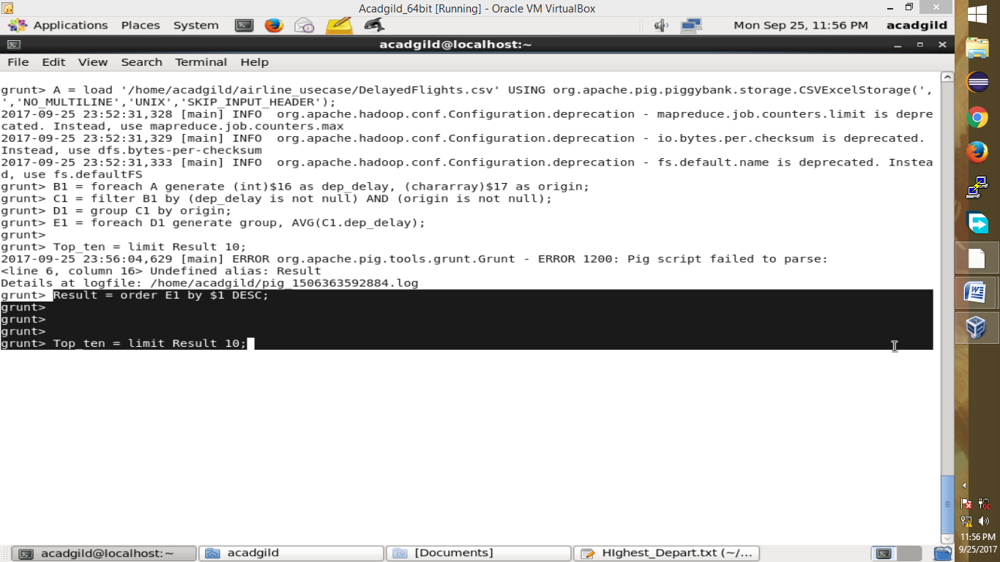 Acadgild_64bit [Running] - Oracle VM VirtualBox
Applications Places System Mon Sep 25, 11:56 PM acadgild
acadgild@localhost:~
File Edit View Search Terminal Help
grunt> A = load '/home/acadgild/airline_usecase/DelayedFlights.csv' USING org.apache.pig.piggybank.storage.CSVExcelStorage(',
','NO_MULTILINE','UNIX','SKIP_INPUT_HEADER');
2017-09-25 23:52:31,328 [main] INFO  org.apache.hadoop.conf.Configuration.deprecation - mapreduce.job.counters.limit is depre
cated. Instead, use mapreduce.job.counters.max
2017-09-25 23:52:31,329 [main] INFO  org.apache.hadoop.conf.Configuration.deprecation - io.bytes.per.checksum is deprecated.
Instead, use dfs.bytes-per-checksum
2017-09-25 23:52:31,333 [main] INFO  org.apache.hadoop.conf.Configuration.deprecation - fs.default.name is deprecated. Instea
d, use fs.defaultFS
grunt> B1 = foreach A generate (int)$16 as dep_delay, (chararray)$17 as origin;
grunt> C1 = filter B1 by (dep_delay is not null) AND (origin is not null);
grunt> D1 = group C1 by origin;
grunt> E1 = foreach D1 generate group, AVG(C1.dep_delay);
grunt>
grunt> Top_ten = limit Result 10;
2017-09-25 23:56:04,629 [main] ERROR org.apache.pig.tools.grunt.Grunt - ERROR 1200: Pig script failed to parse:
<line 6, column 16> Undefined alias: Result
Details at logfile: /home/acadgild/pig_1506363592884.log
grunt> Result = order E1 by $1 DESC;
grunt>
grunt>
grunt>
grunt> Top_ten = limit Result 10;
acadgild@localhost:~ acadgild [Documents] HIghest_Depart.txt (~/...
11:56 PM
9/25/2017